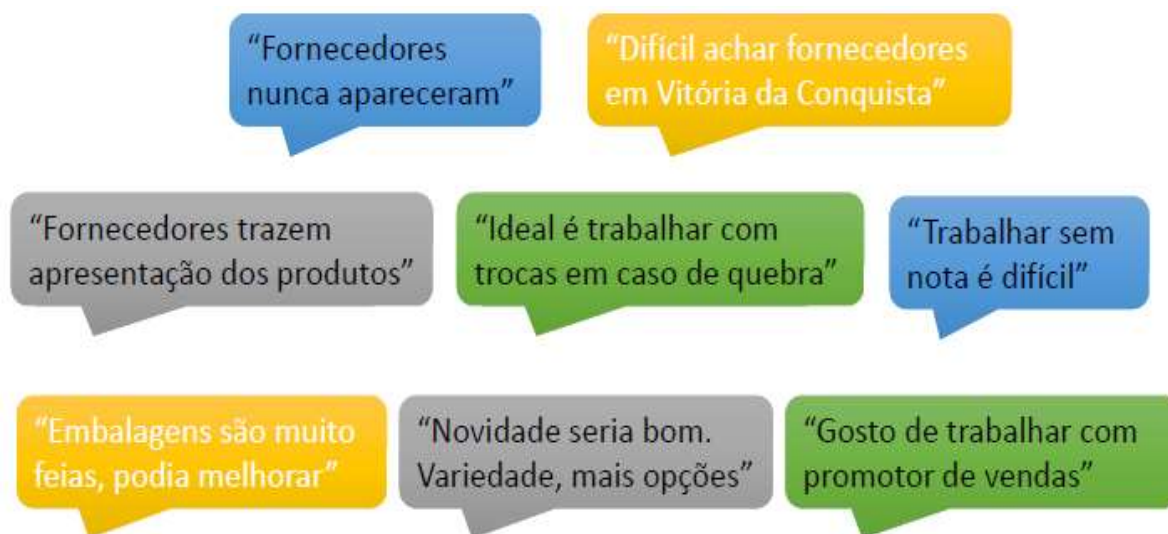 “Fornecedores
nunca apareceram”
“Difícil achar fornecedores
em Vitória da Conquista”
“Fornecedores trazem
apresentação dos produtos”
“Ideal é trabalhar com
trocas em caso de quebra”
“Trabalhar sem
nota é difícil”
“Embalagens são muito
feias, podia melhorar”
“Novidade seria bom.
Variedade, mais opções”
“Gosto de trabalhar com
promotor de vendas”